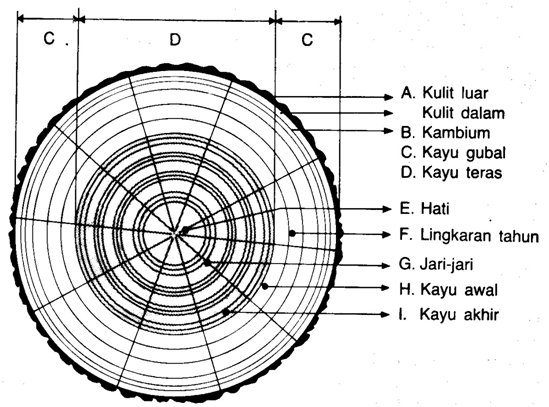 C D C
A. Kulit luar
Kulit dalam
B. Kambium
C. Kayu gubal
D. Kayu teras
E. Hati
F. Lingkaran tahun
G. Jari-jari
H. Kayu awal
I. Kayu akhir